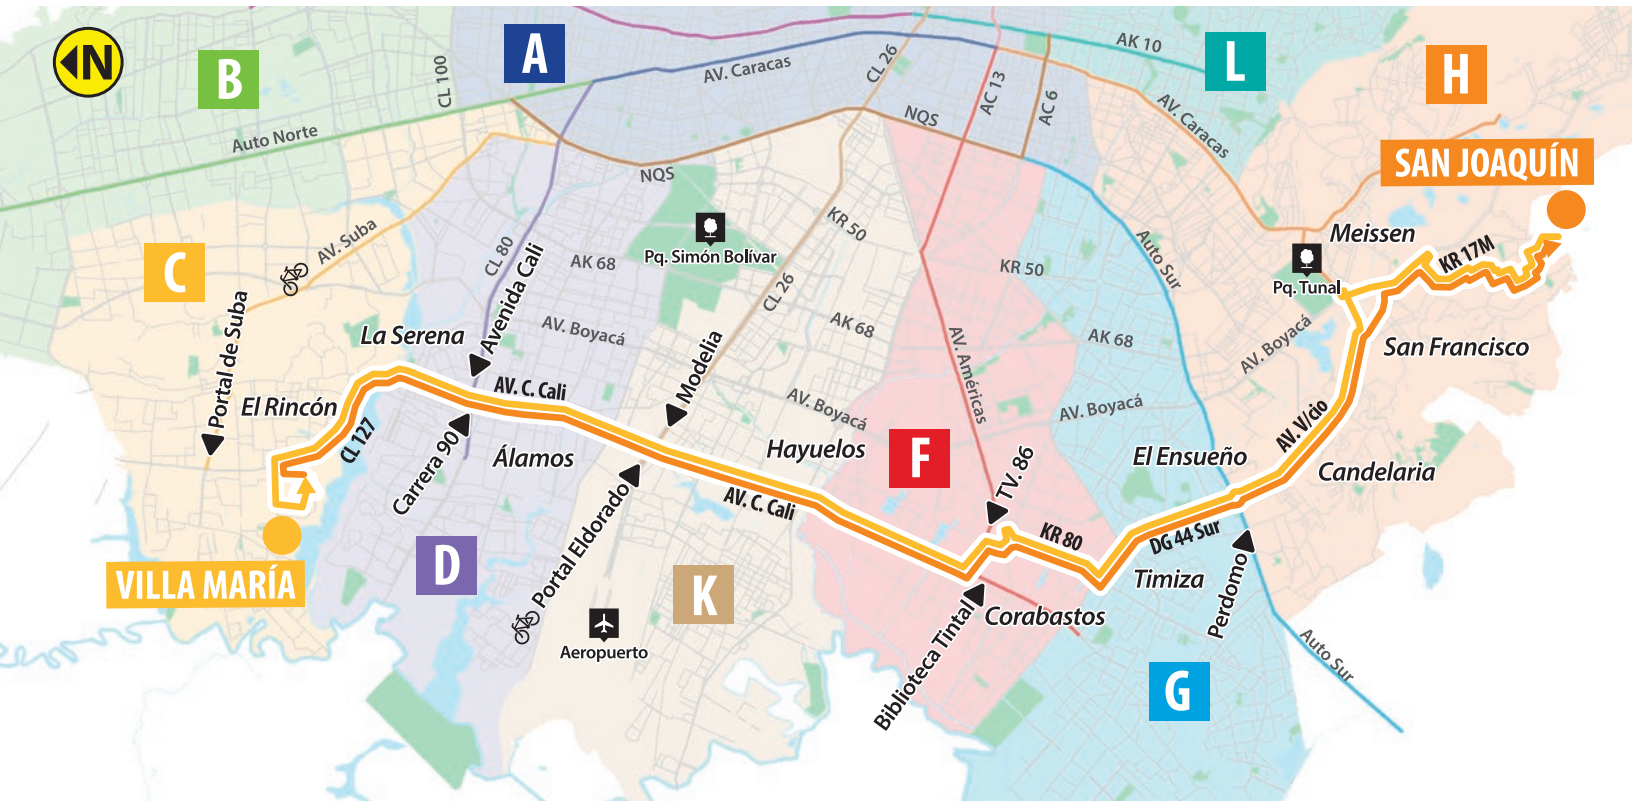 N
B
A
L
H
C
D
K
F
G
CL 100
Auto Norte
AV. Caracas
CL 26
AK 10
AC 13
AC 6
NQS
AV. Caracas
NQS
SAN JOAQUÍN
AV. Suba
CL 80
AK 68
Pq. Simón Bolívar
KR 50
CL 26
AK 68
KR 50
Auto Sur
Meissen
KR 17M
Pq. Tunal
Portal de Suba
La Serena
Avenida Cali
AV. Boyacá
Modelia
AV. Américas
AK 68
AV. Boyacá
San Francisco
El Rincón
CL 127
AV. C. Cali
AV. Boyacá
AV. Boyacá
AV. V/cio
Carrera 90
Álamos
Hayuelos
El Ensueño
Candelaria
Portal Eldorado
AV. C. Cali
TV. 86
KR 80
DG 44 Sur
VILLA MARÍA
Timiza
Perdomo
Corabastos
Biblioteca Tintal
Aeropuerto
Auto Sur